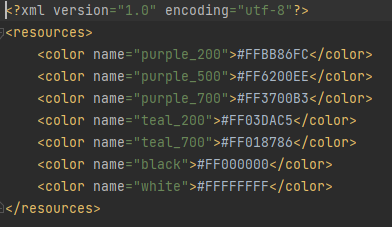 <?xml version="1.0" encoding="utf-8"?>
<resources>
    <color name="purple_200">#FFBB86FC</color>
    <color name="purple_500">#FF6200EE</color>
    <color name="purple_700">#FF3700B3</color>
    <color name="teal_200">#FF03DAC5</color>
    <color name="teal_700">#FF018786</color>
    <color name="black">#FF000000</color>
    <color name="white">#FFFFFFFF</color>
</resources>